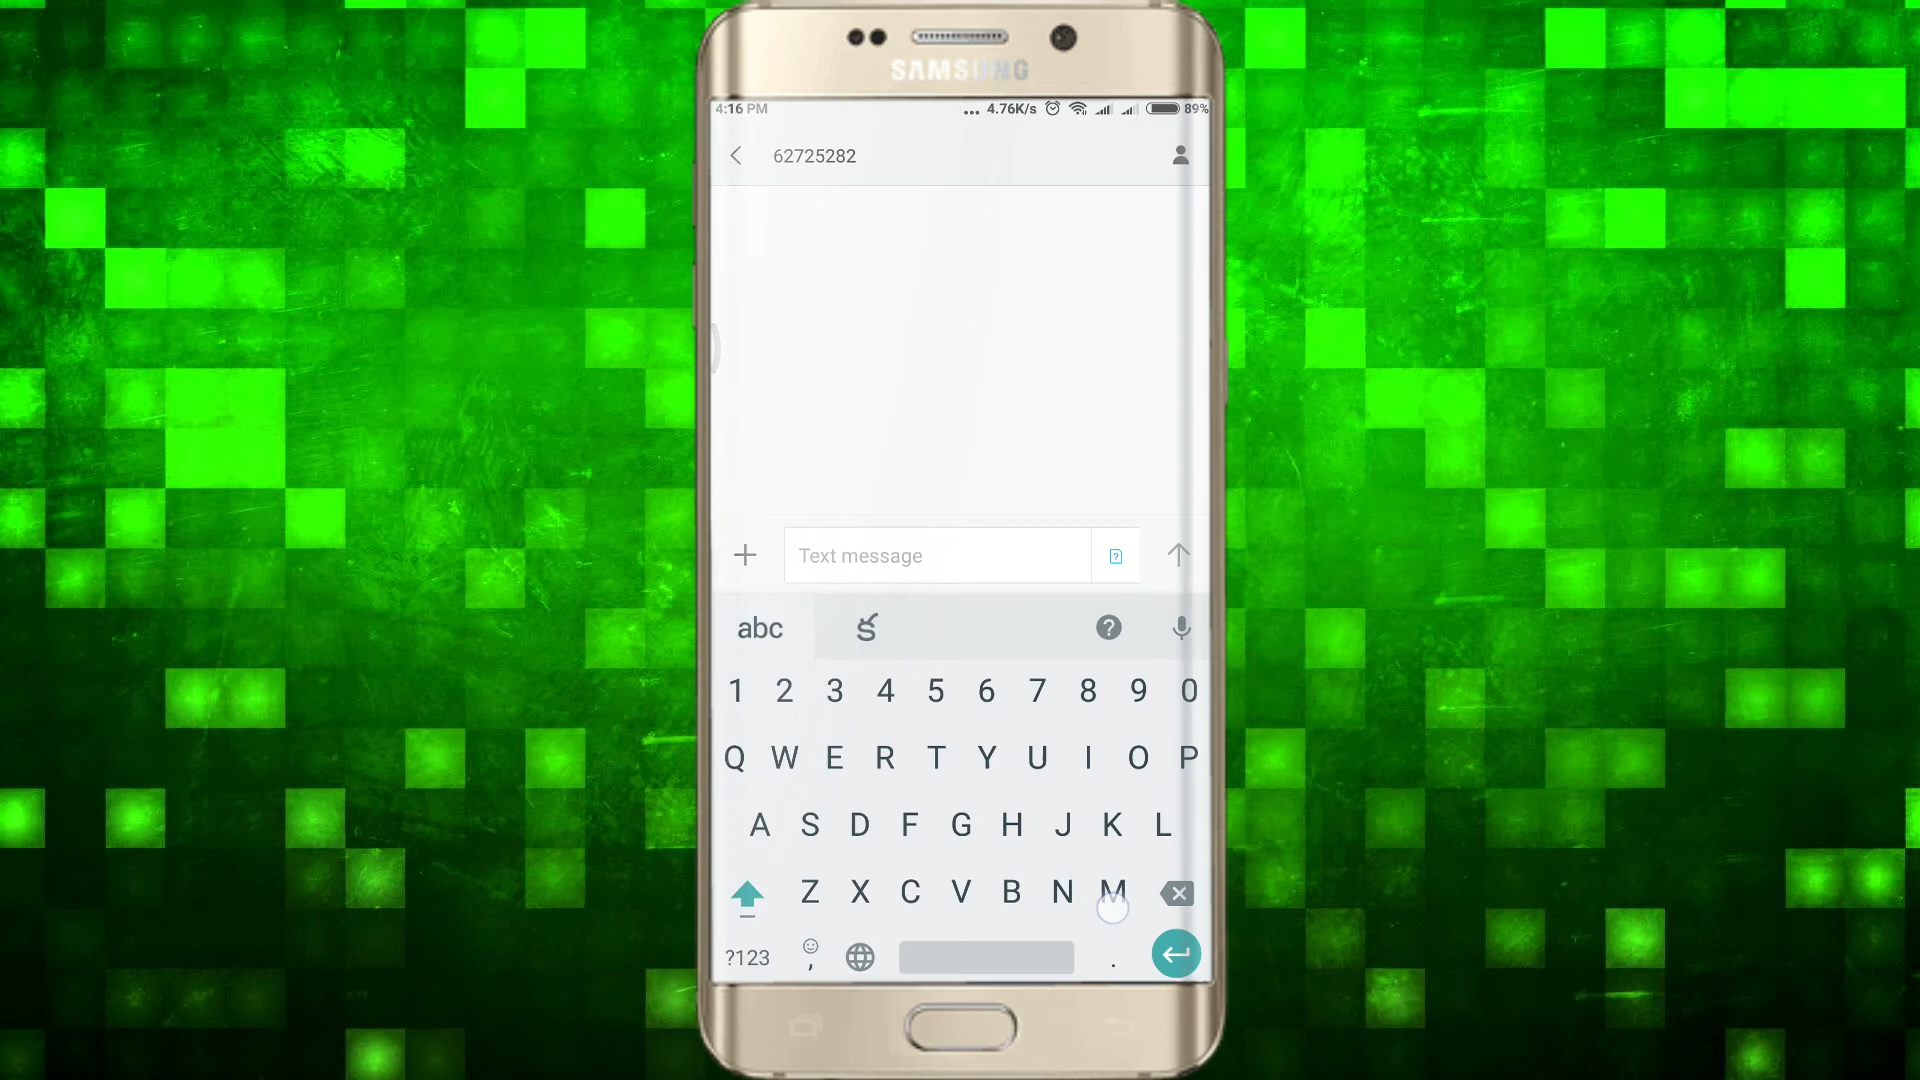 SAMSUNG
4:16 PM ... 4.76K/s 89%
62725282
Text message
abc క
1 2 3 4 5 6 7 8 9 0
Q W E R T Y U I O P
A S D F G H J K L
Z X C V B N M
?123 , .